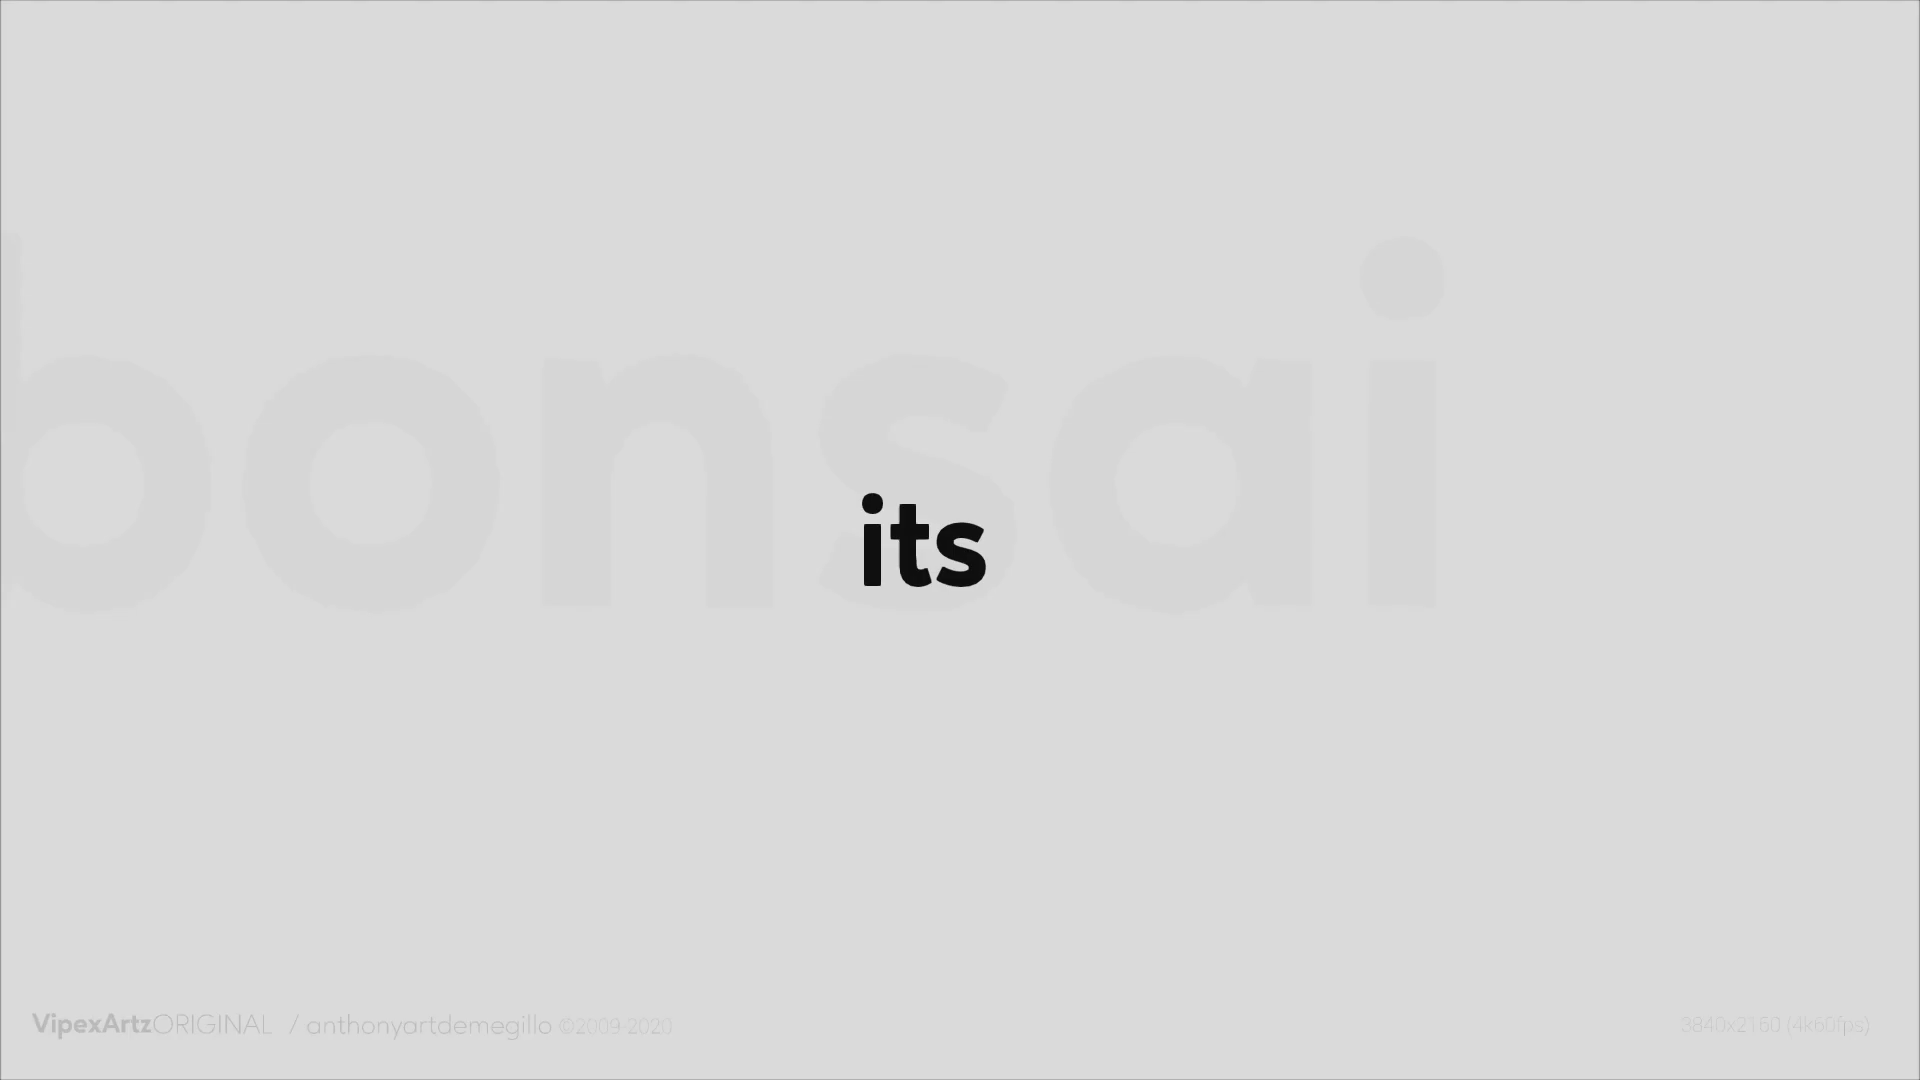 bonsai
its
VipexArtzORIGINAL / anthonyartdemegillo ©2009-2020
3840x2160 (4k60fps)